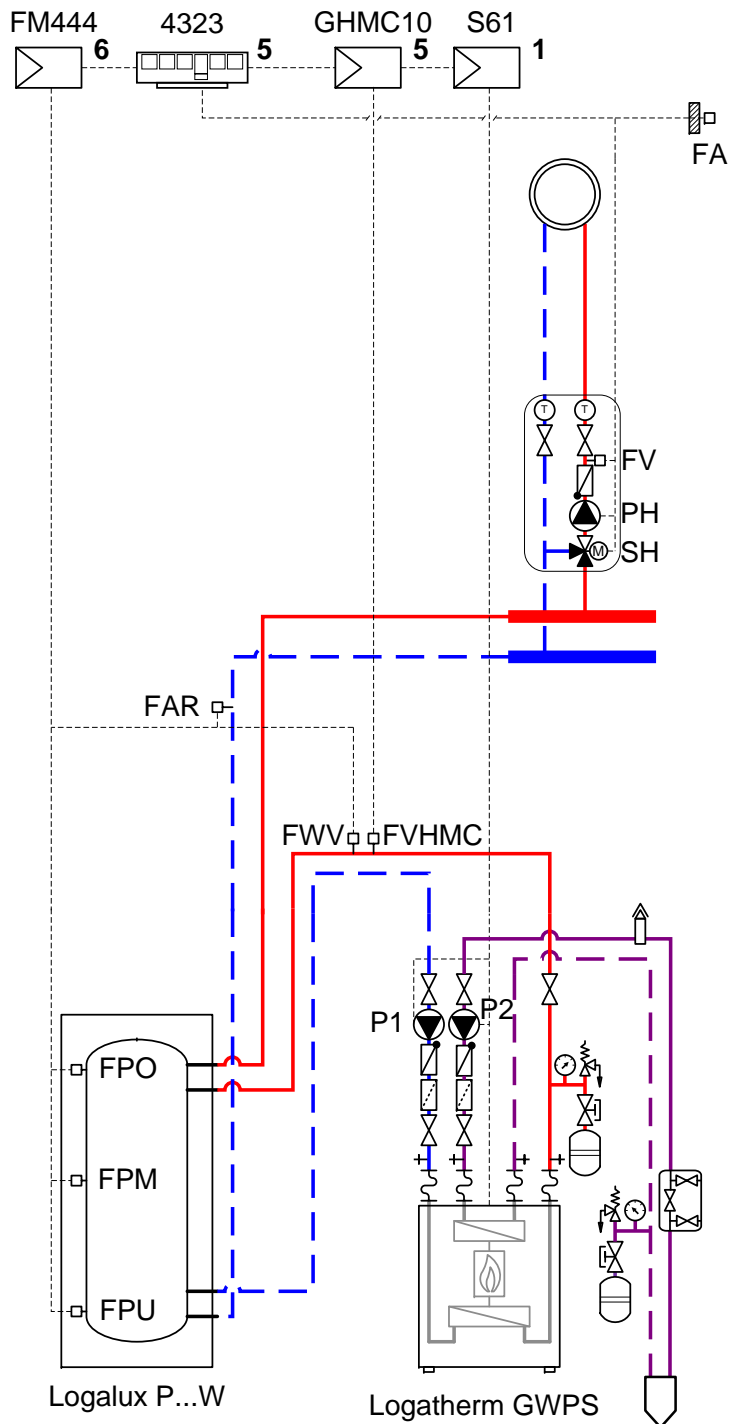 FM444
4323
GHMC10
S61
6
5
5
1
FA
T
T
FV
PH
M
SH
FAR
FWV
FVHMC
P1
P2
FPO
FPM
FPU
Logalux P...W
Logatherm GWPS